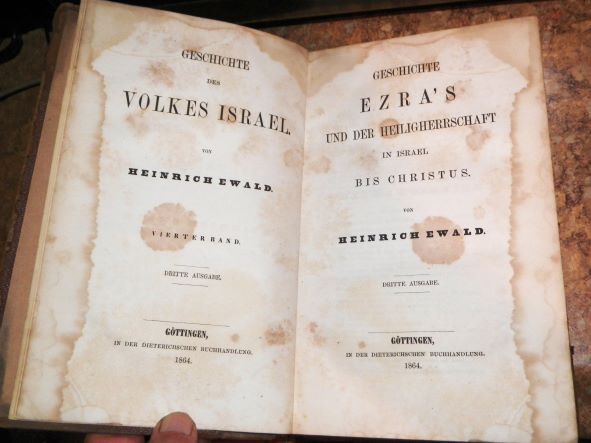 GESCHICHTE
DES
VOLKES ISRAEL.
VON
HEINRICH EWALD.
VIERTER BAND.
DRITTE AUSGABE.
GÖTTINGEN,
IN DER DIETERICHSCHEN BUCHHANDLUNG.
1864.
GESCHICHTE
EZRA'S
UND DER HEILIGHERRSCHAFT
IN ISRAEL
BIS CHRISTUS.
VON
HEINRICH EWALD.
DRITTE AUSGABE.
GÖTTINGEN,
IN DER DIETERICHSCHEN BUCHHANDLUNG.
1864.